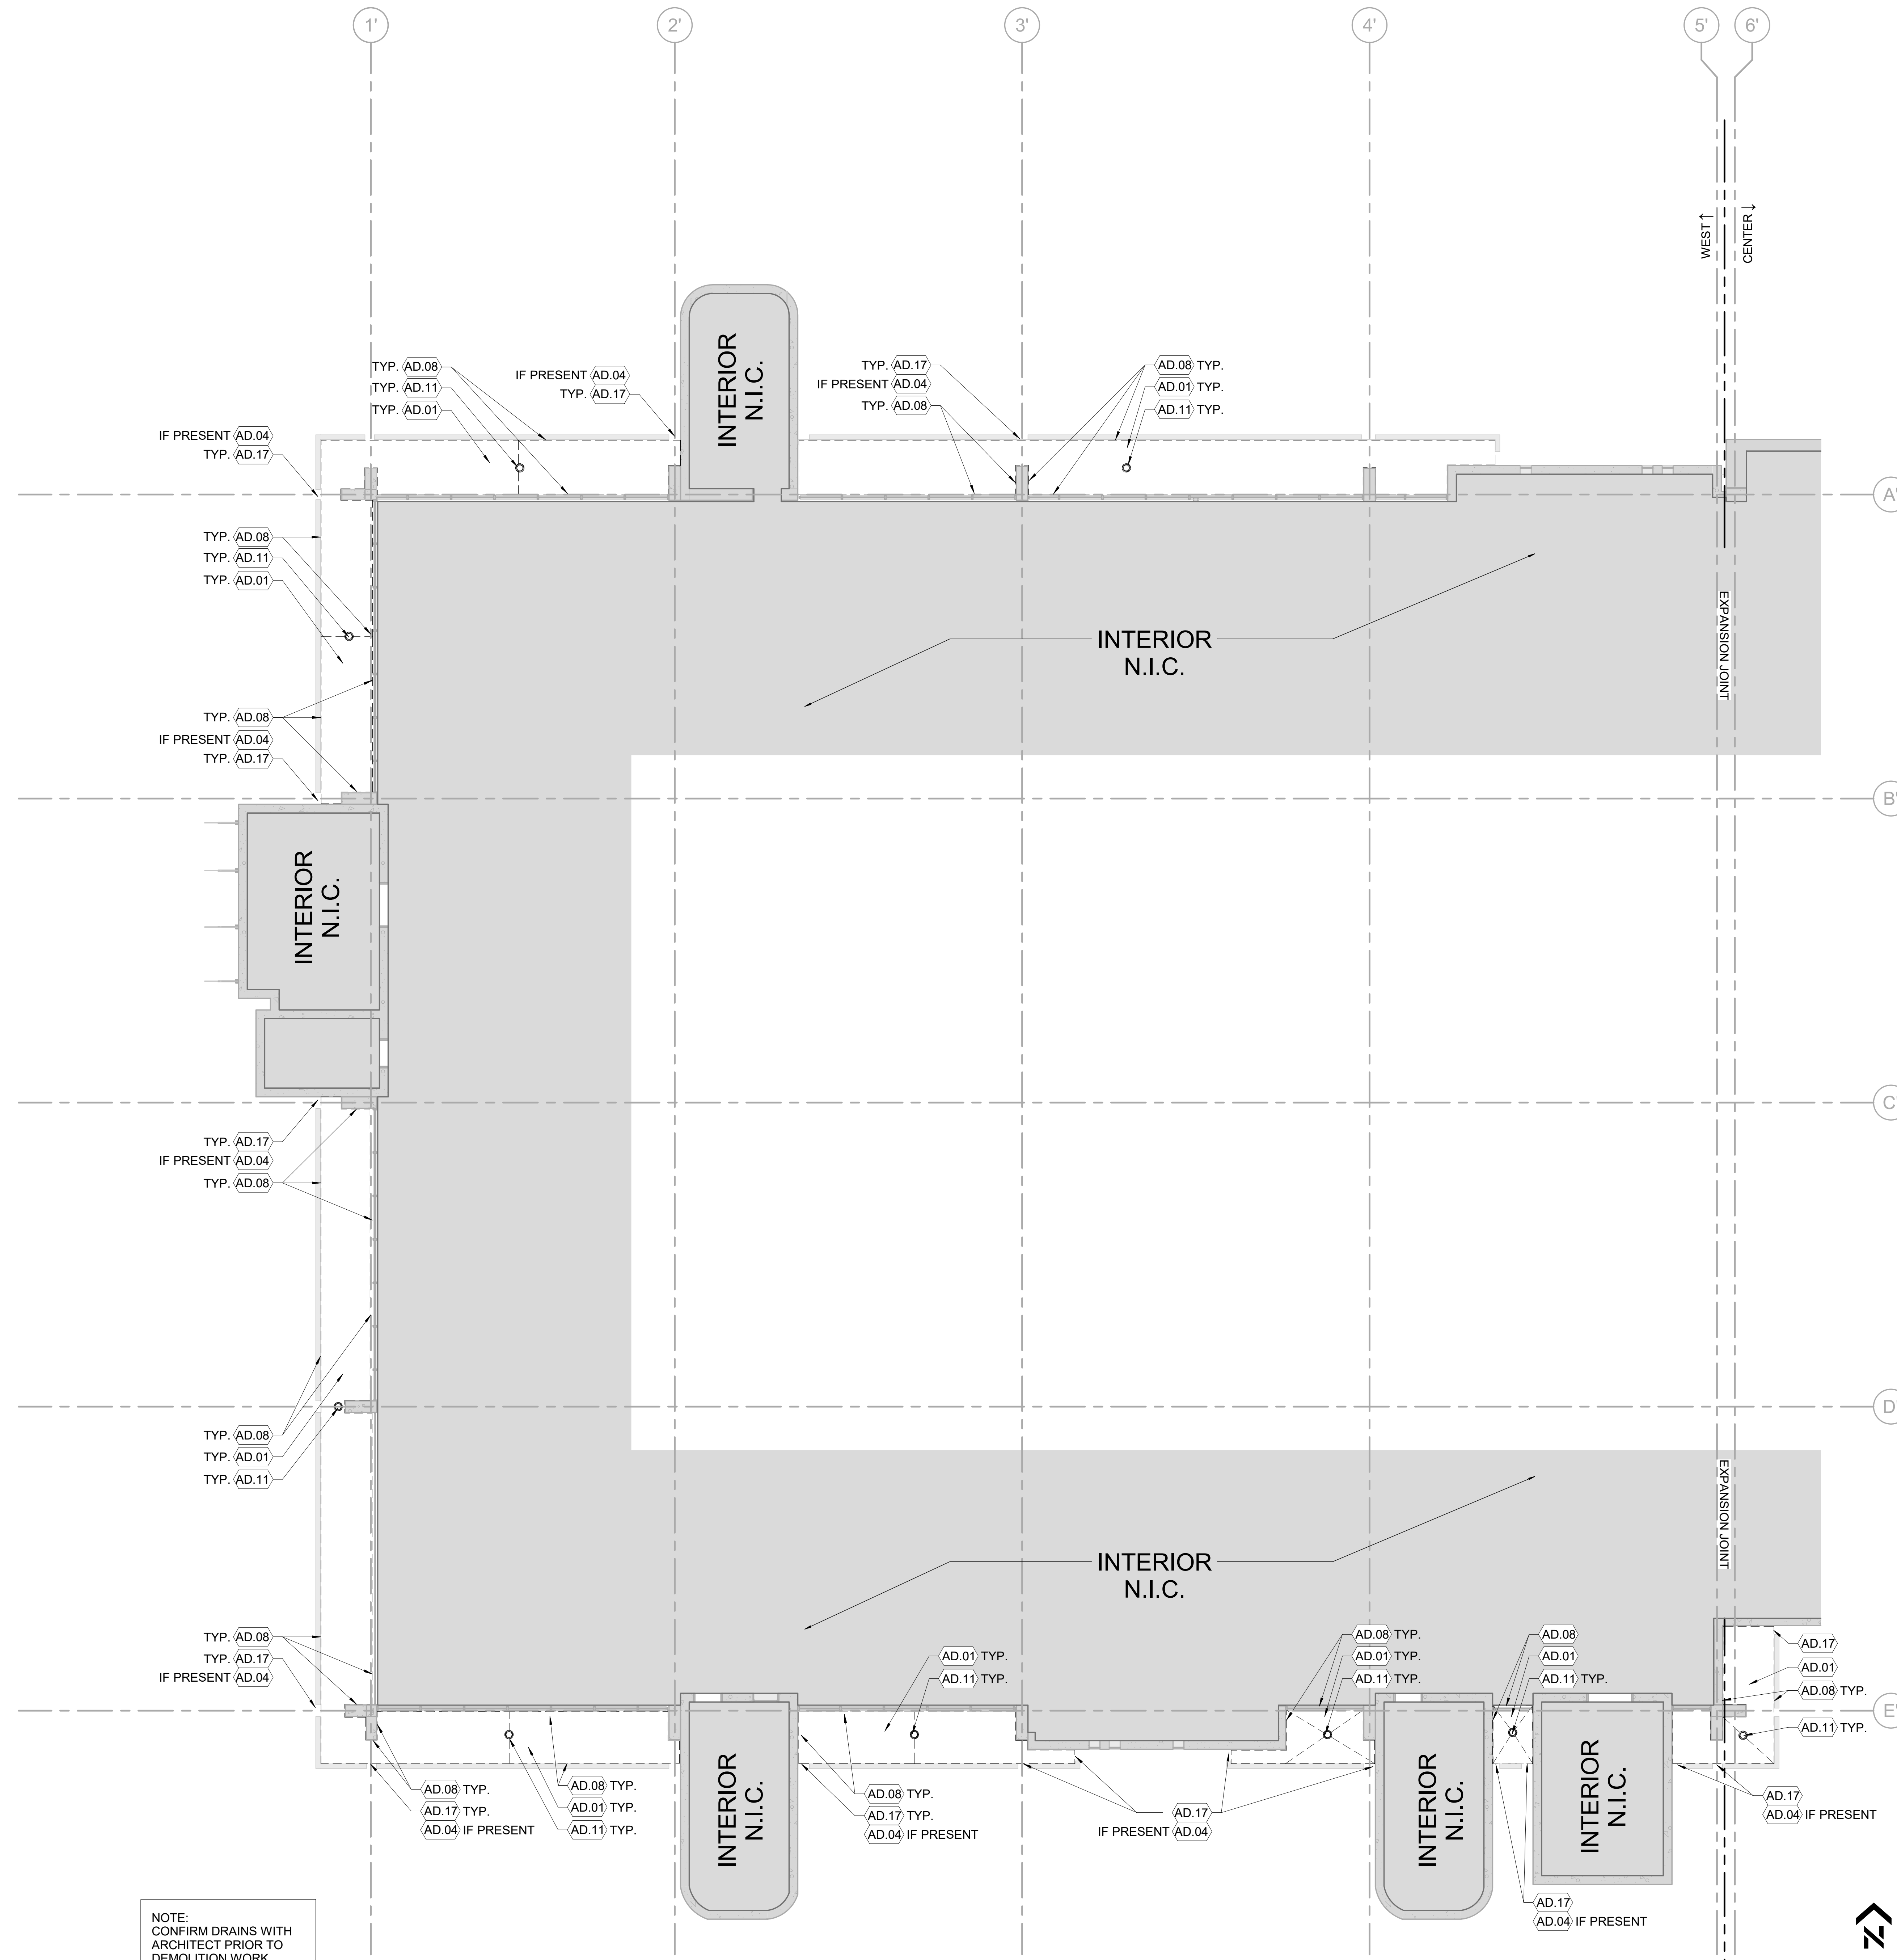 1'
2'
3'
4'
5'
6'
WEST
CENTER
INTERIOR
N.I.C.
TYP. AD.08
TYP. AD.11
TYP. AD.01
IF PRESENT AD.04
TYP. AD.17
TYP. AD.17
IF PRESENT AD.04
TYP. AD.08
AD.08 TYP.
AD.01 TYP.
AD.11 TYP.
IF PRESENT AD.04
TYP. AD.17
A'
TYP. AD.08
TYP. AD.11
TYP. AD.01
INTERIOR
N.I.C.
EXPANSION JOINT
TYP. AD.08
IF PRESENT AD.04
TYP. AD.17
B'
INTERIOR
N.I.C.
C'
TYP. AD.17
IF PRESENT AD.04
TYP. AD.08
D'
TYP. AD.08
TYP. AD.01
TYP. AD.11
EXPANSION JOINT
INTERIOR
N.I.C.
TYP. AD.08
TYP. AD.17
IF PRESENT AD.04
AD.01 TYP.
AD.11 TYP.
AD.08 TYP.
AD.01 TYP.
AD.11 TYP.
AD.08
AD.01
AD.11 TYP.
AD.17
AD.01
AD.08 TYP.
AD.11 TYP.
E'
AD.08 TYP.
AD.17 TYP.
AD.04 IF PRESENT
AD.08 TYP.
AD.01 TYP.
AD.11 TYP.
INTERIOR
N.I.C.
AD.08 TYP.
AD.17 TYP.
AD.04 IF PRESENT
AD.17
IF PRESENT AD.04
INTERIOR
N.I.C.
INTERIOR
N.I.C.
AD.17
AD.04 IF PRESENT
AD.17
AD.04 IF PRESENT
NOTE:
CONFIRM DRAINS WITH
ARCHITECT PRIOR TO
DEMOLITION WORK
N